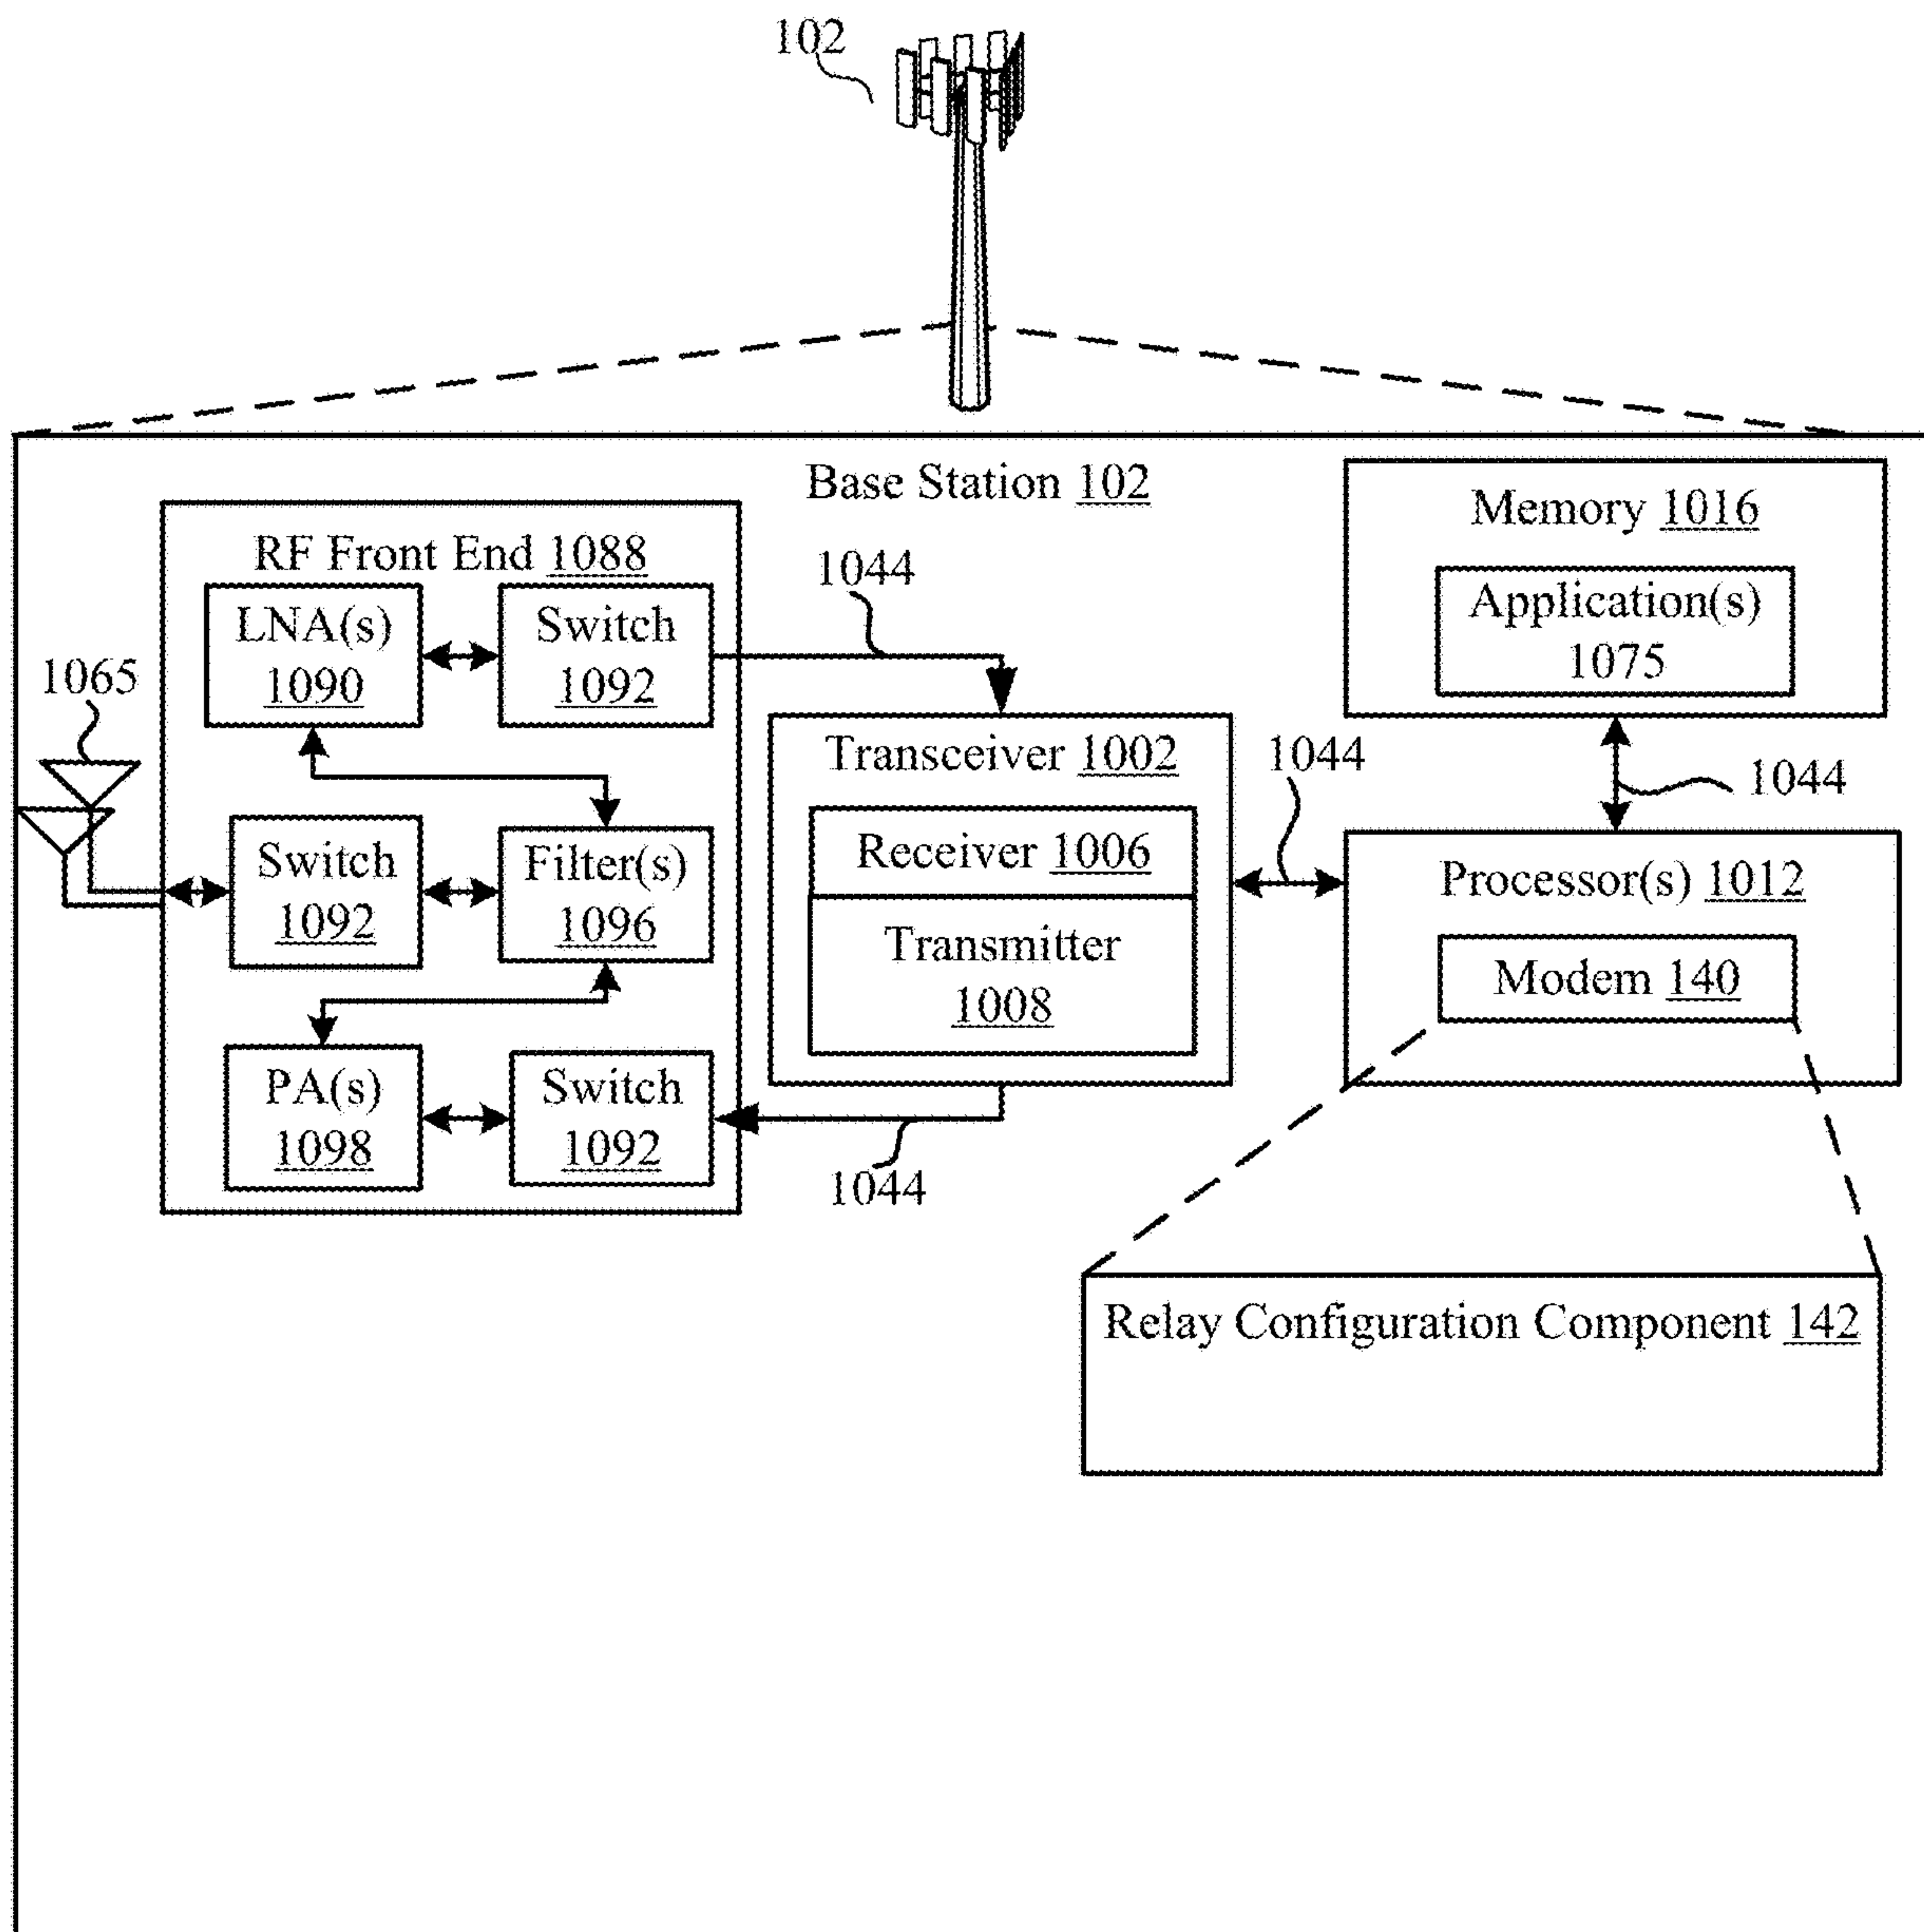 102
Base Station 102
RF Front End 1088
LNA(s)
1090
Switch
1092
1044
1065
Switch
1092
Filter(s)
1096
PA(s)
1098
Switch
1092
1044
Transceiver 1002
Receiver 1006
Transmitter
1008
1044
Memory 1016
Application(s)
1075
1044
Processor(s) 1012
Modem 140
Relay Configuration Component 142